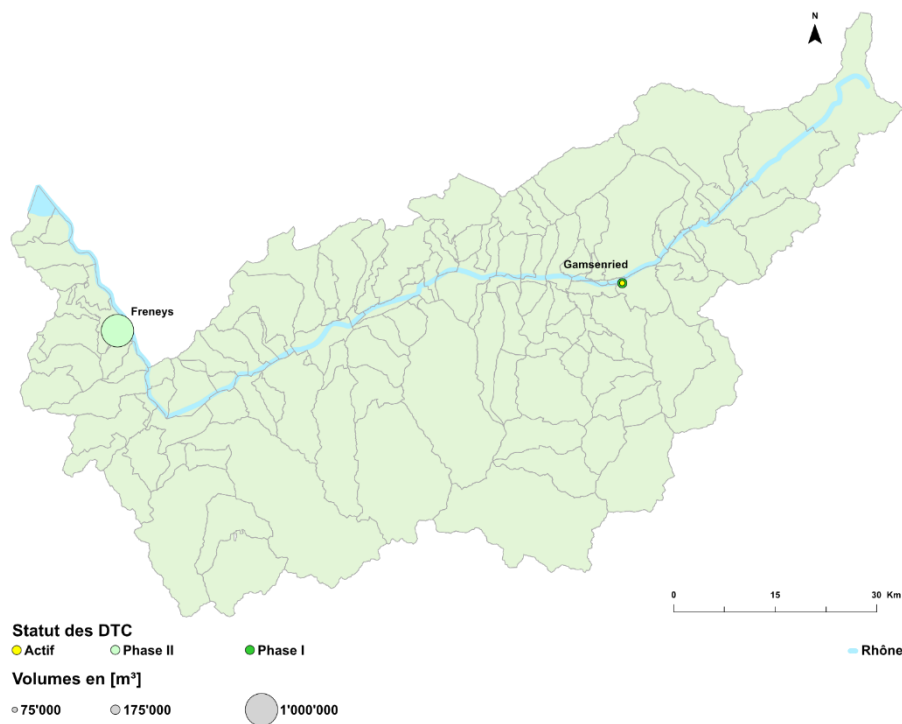 N
Gamsenried
Freneys
0 15 30 Km
Statut des DTC
Actif Phase II Phase I Rhône
Volumes en [m³]
75'000 175'000 1'000'000